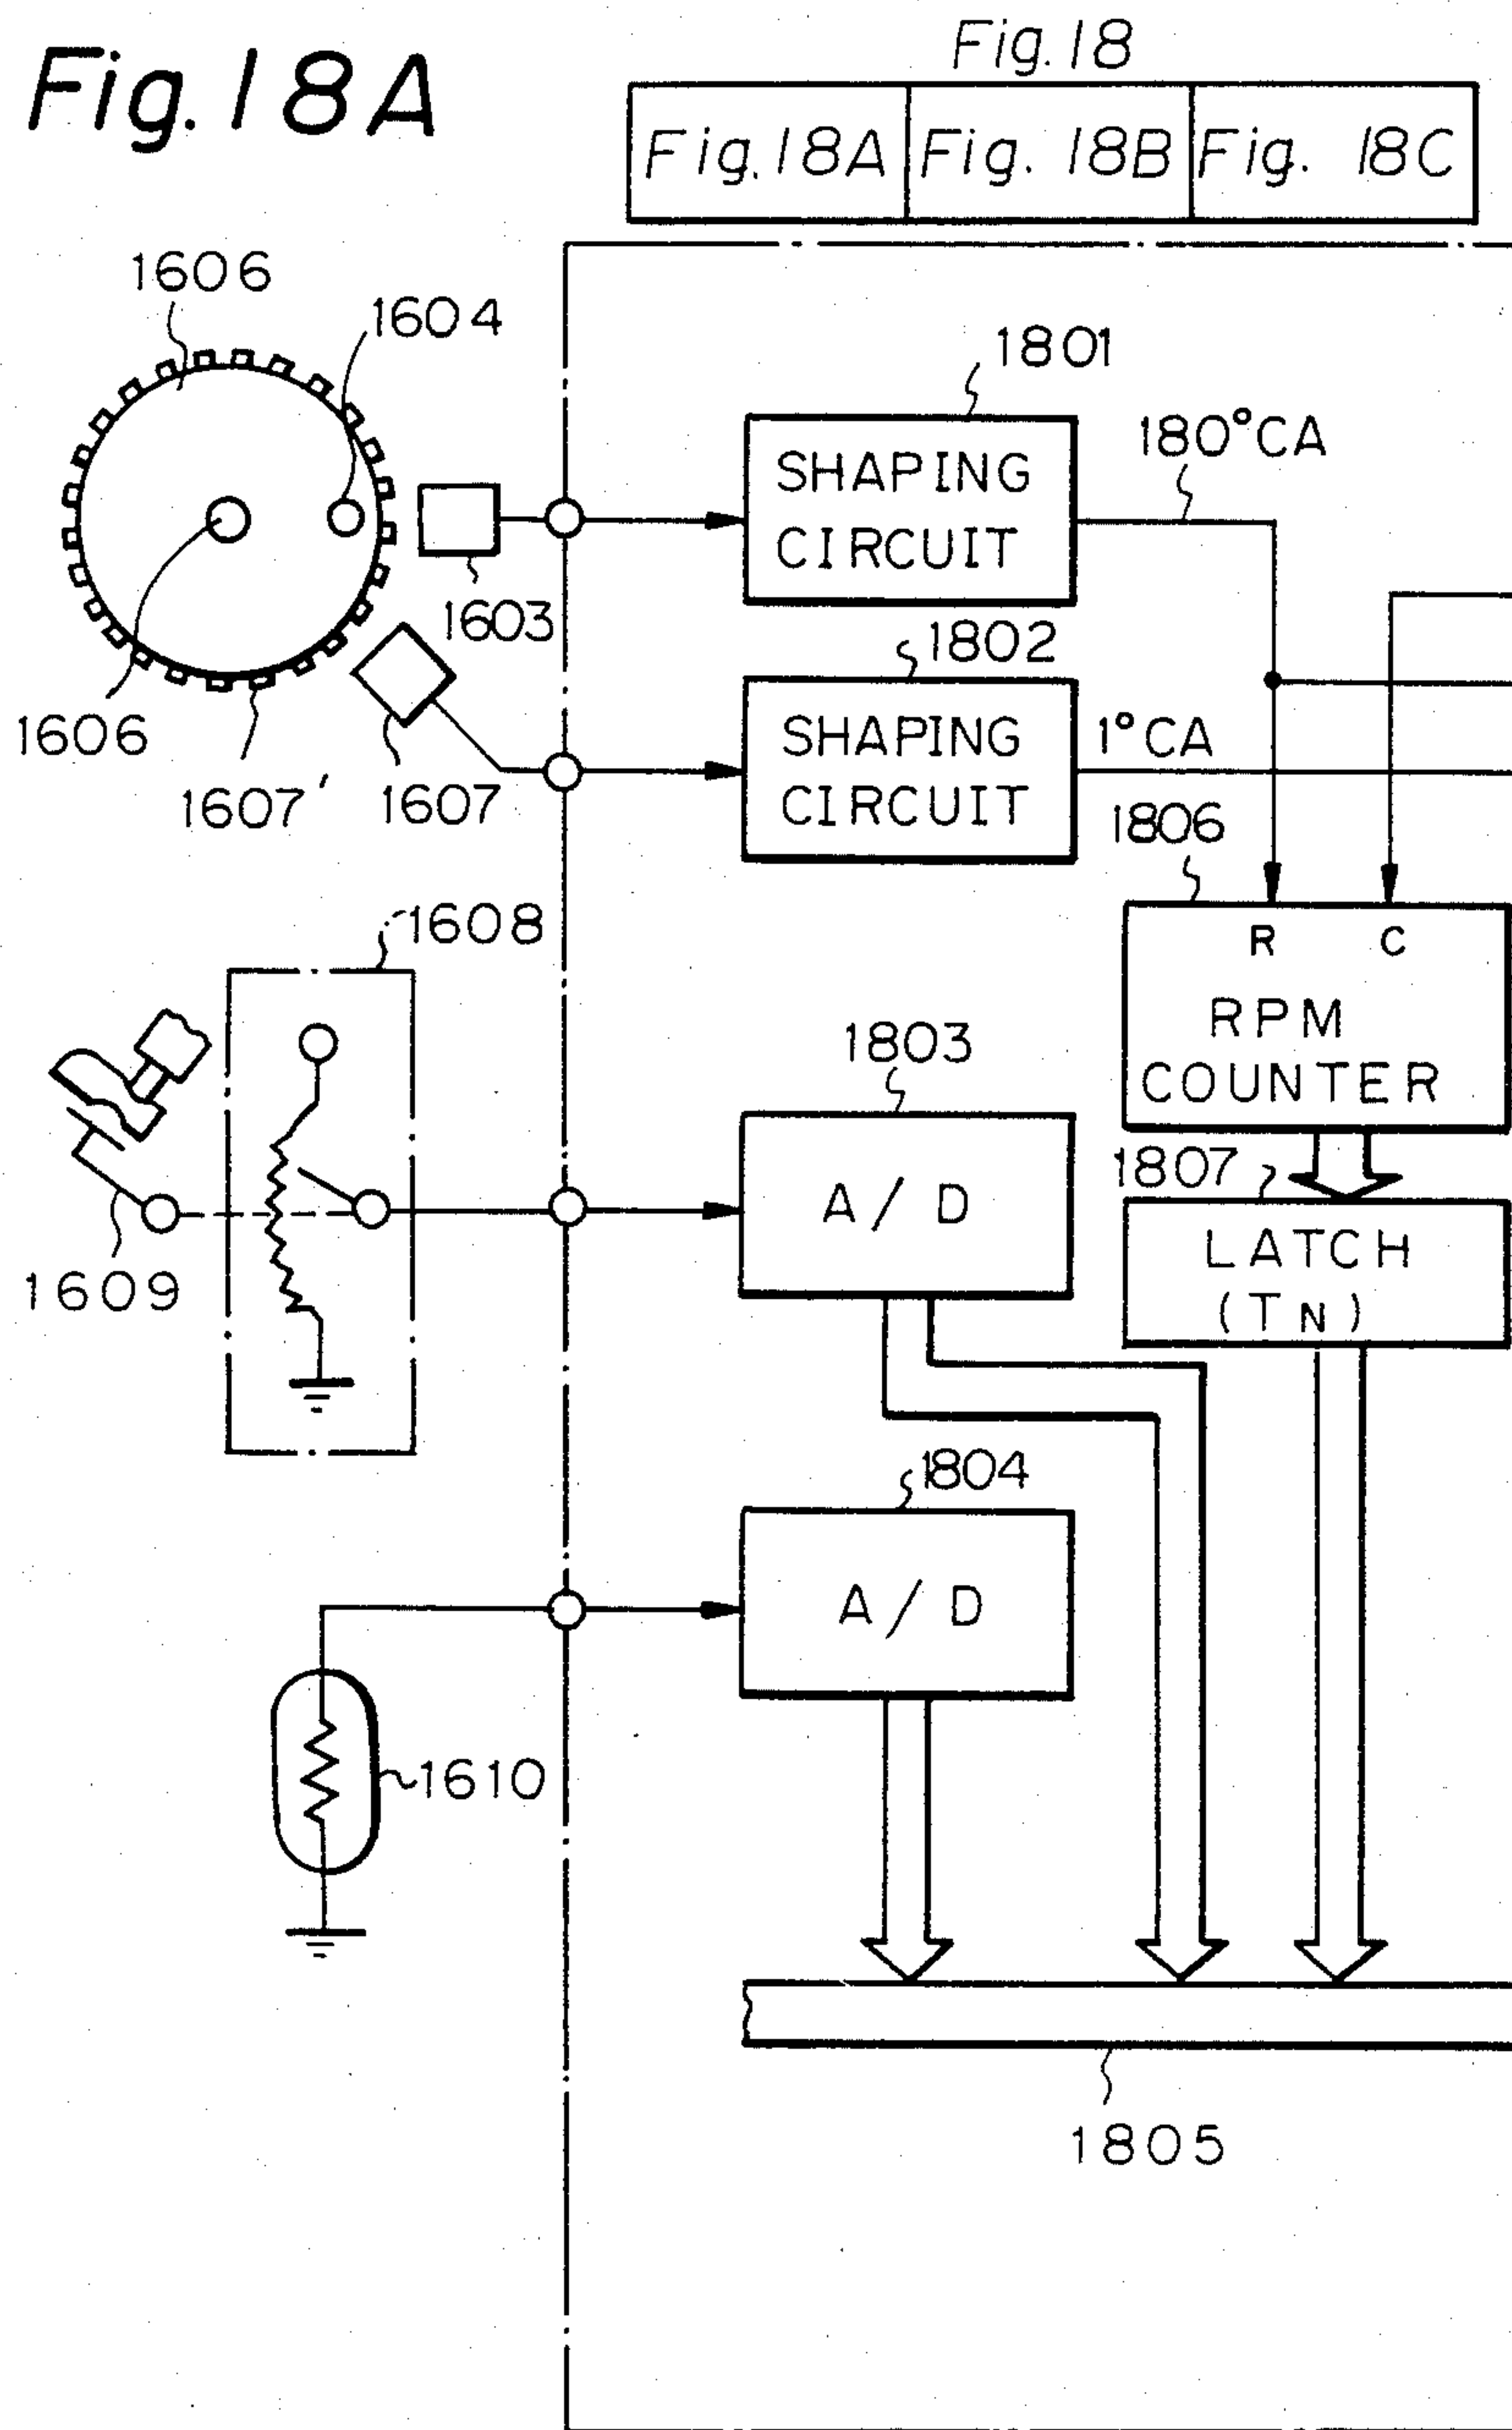 Fig. 18A
Fig. 18
Fig. 18A Fig. 18B Fig. 18C
1606
1604
1801
180°CA
SHAPING
CIRCUIT
1603
1802
1606
1607'
1607
SHAPING
CIRCUIT
1°CA
1806
1608
R C
RPM
COUNTER
1803
1807
A/D
LATCH
(TN)
1609
1804
A/D
1610
1805